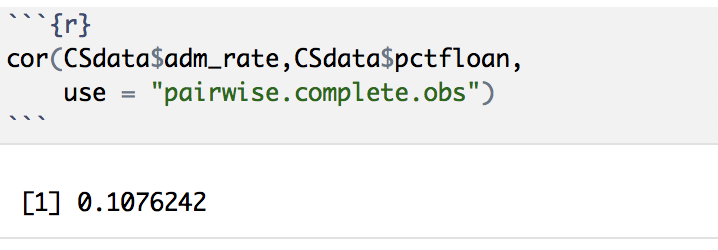 ```{r}
cor(CSdata$adm_rate,CSdata$pctfloan,
    use = "pairwise.complete.obs")
```
[1] 0.1076242